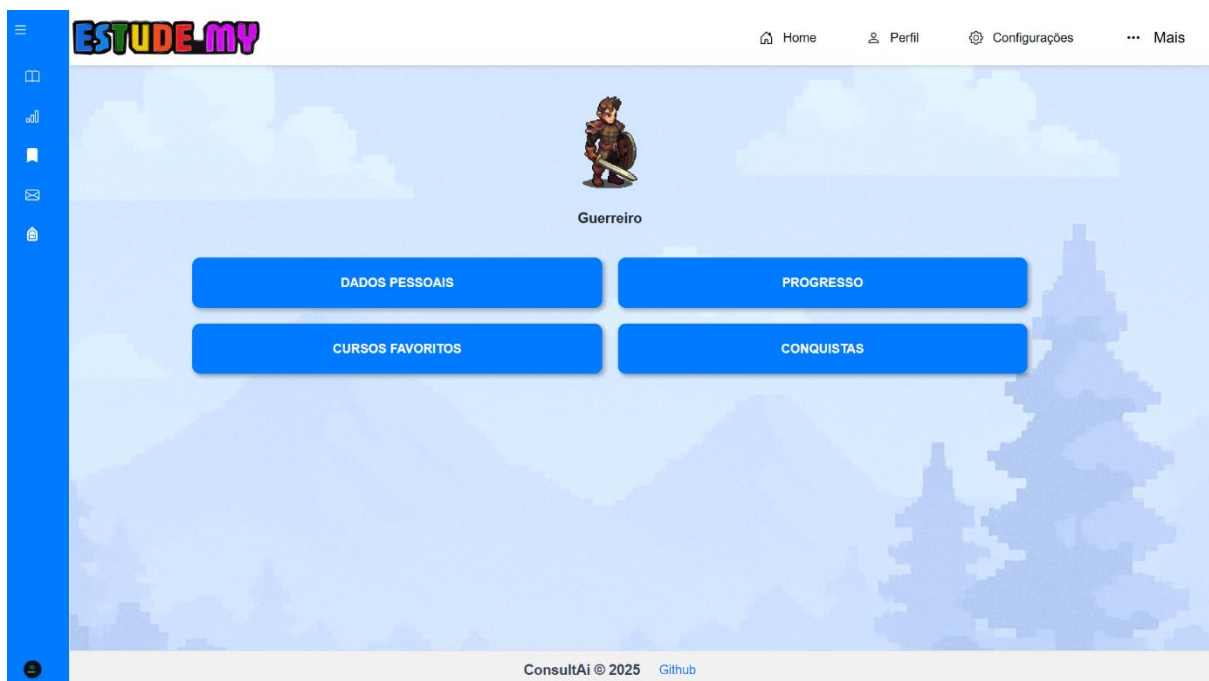 ESTUDE-MY
Home Perfil Configurações ••• Mais
Guerreiro
DADOS PESSOAIS PROGRESSO
CURSOS FAVORITOS CONQUISTAS
ConsultAi © 2025 Github